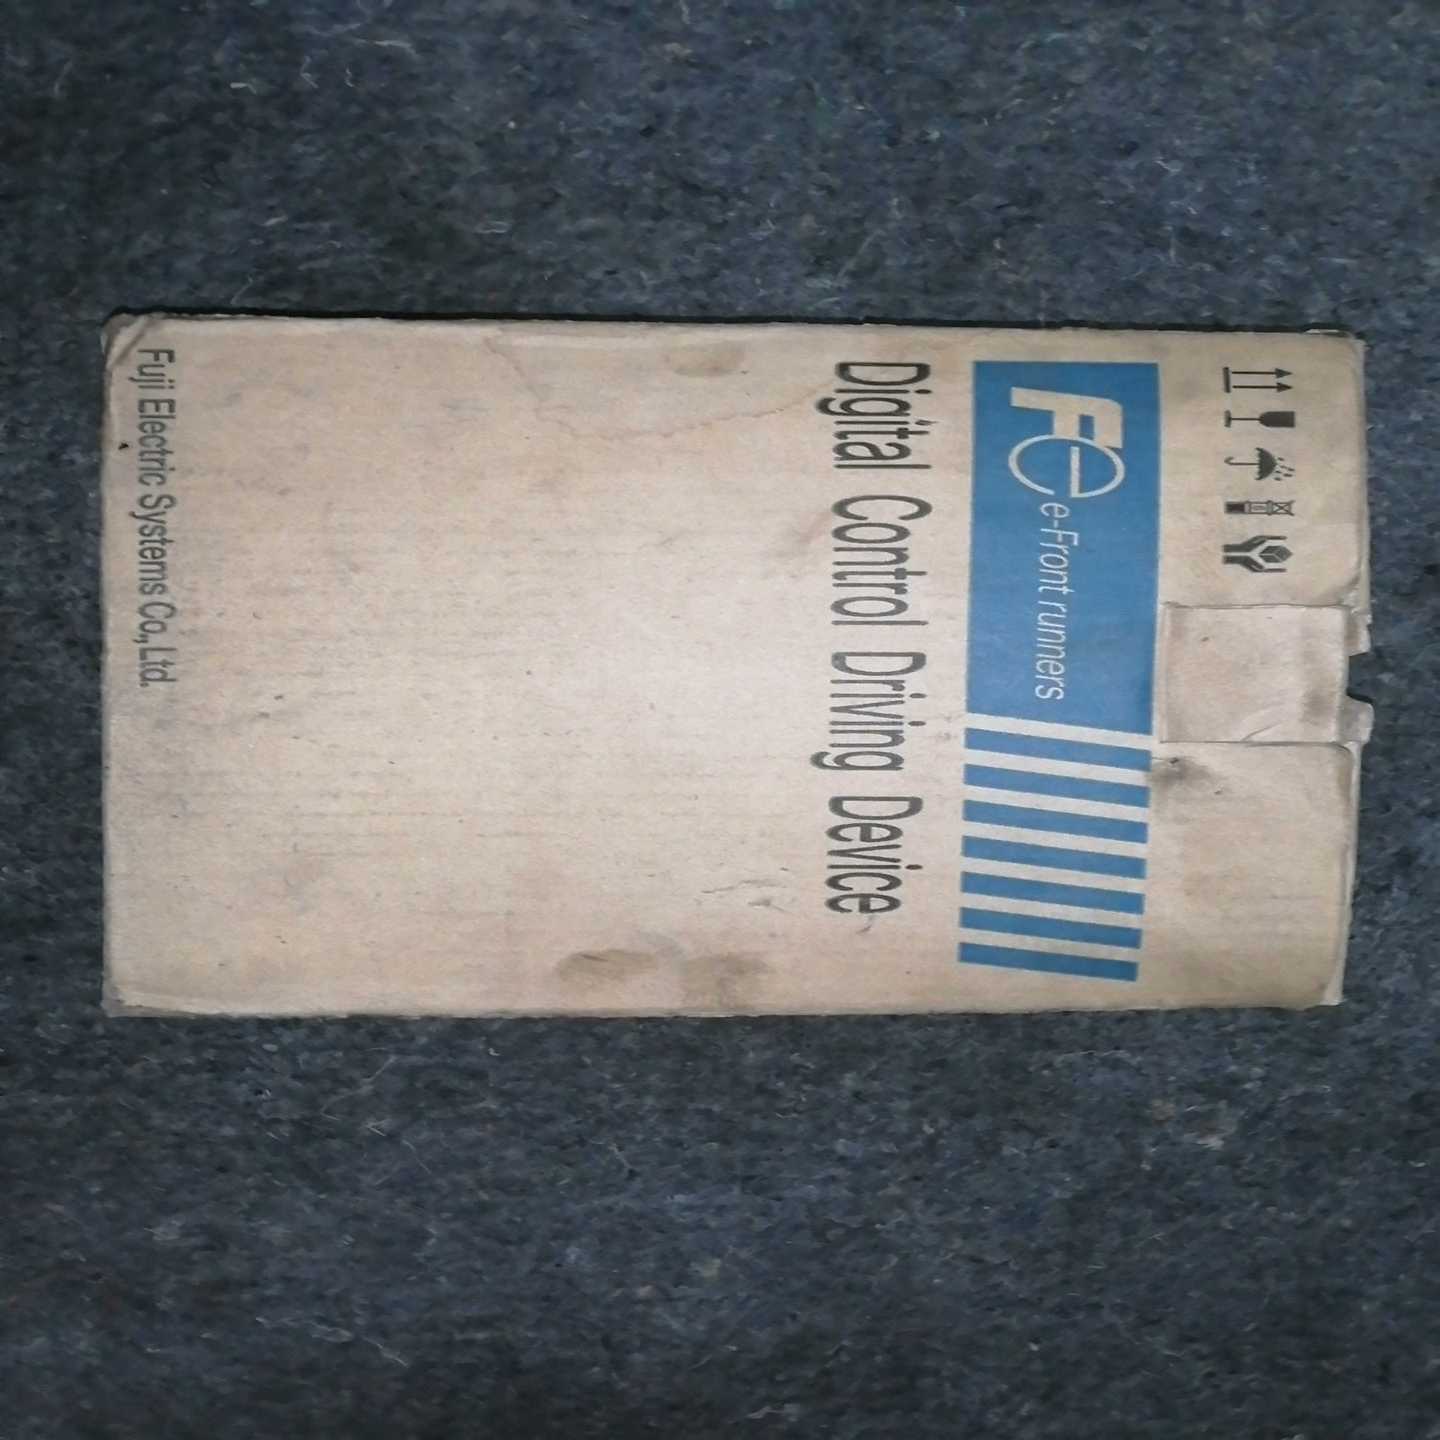 Fe
e-Front runners
Digital Control Driving Device
Fuji Electric Systems Co., Ltd.